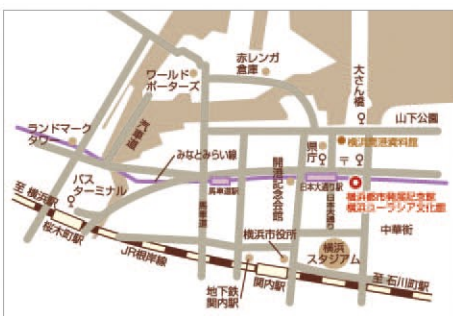 赤レンガ
倉庫
ワールド
ポーターズ
大さん橋
山下公園
ランドマーク
タワー
汽車道
みなとみらい線
県庁
横浜開港資料館
〒
開港記念会館
馬車道駅
日本大通り駅
バス
ターミナル
至 横浜駅
桜木町駅
馬車道
日本大通り
横浜都市発展記念館
横浜ユーラシア文化館
中華街
横浜市役所
横浜
スタジアム
JR根岸線
地下鉄
関内駅
関内駅
至 石川町駅